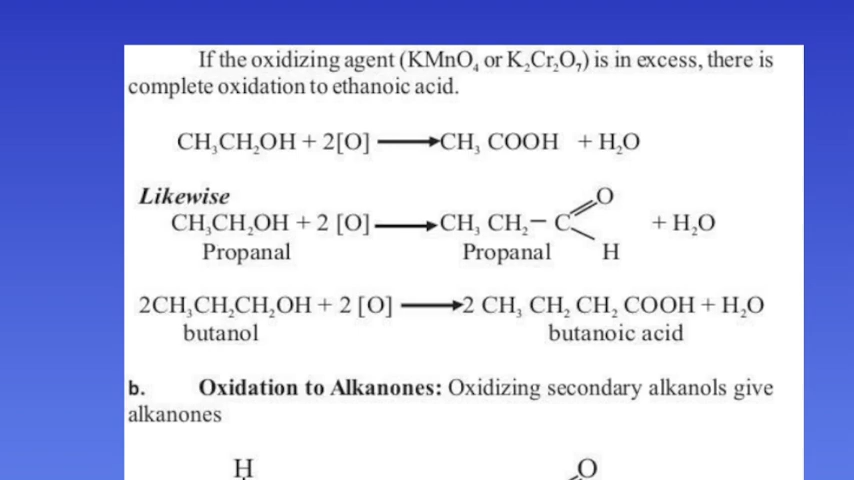 If the oxidizing agent (KMnO₄ or K₂Cr₂O₇) is in excess, there is
complete oxidation to ethanoic acid.
CH₃CH₂OH + 2[O] ⟶ CH₃ COOH + H₂O
Likewise
O
CH₃CH₂OH + 2 [O] ⟶ CH₃ CH₂– C + H₂O
Propanal Propanal H
2CH₃CH₂CH₂OH + 2 [O] ⟶ 2 CH₃ CH₂ CH₂ COOH + H₂O
butanol butanoic acid
b. Oxidation to Alkanones: Oxidizing secondary alkanols give
alkanones
H O